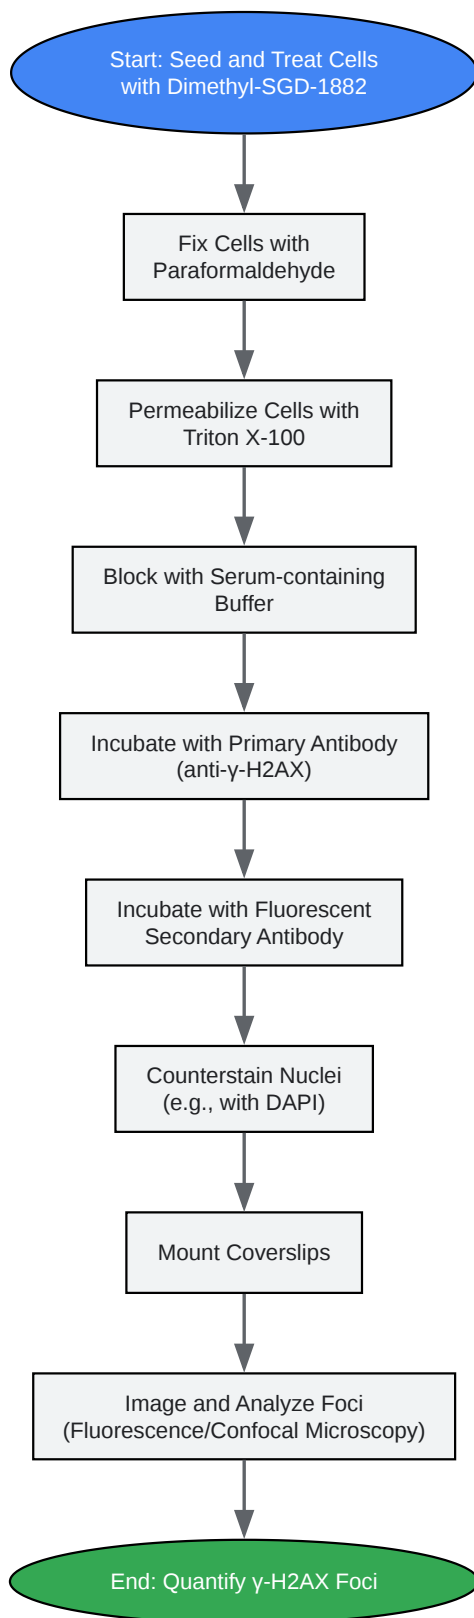 Start: Seed and Treat Cells
with Dimethyl-SGD-1882
Fix Cells with
Paraformaldehyde
Permeabilize Cells with
Triton X-100
Block with Serum-containing
Buffer
Incubate with Primary Antibody
(anti-γ-H2AX)
Incubate with Fluorescent
Secondary Antibody
Counterstain Nuclei
(e.g., with DAPI)
Mount Coverslips
Image and Analyze Foci
(Fluorescence/Confocal Microscopy)
End: Quantify γ-H2AX Foci